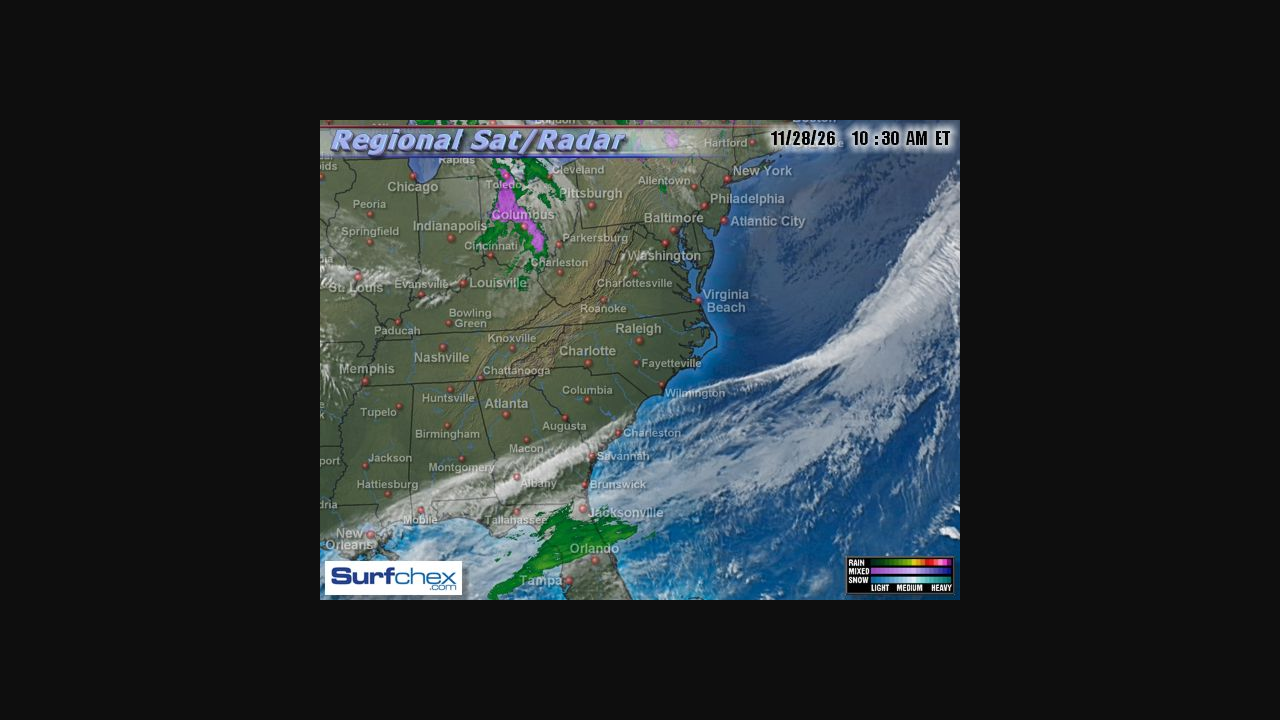 Regional Sat/Radar
11/28/26 10 : 30 AM ET
Hartford
Rapids
Cleveland
New York
Chicago
Toledo
Pittsburgh
Allentown
Peoria
Columbus
Philadelphia
Springfield
Indianapolis
Baltimore
Atlantic City
Cincinnati
Parkersburg
Charleston
Washington
St. Louis
Evansville
Louisville
Charlottesville
Virginia
Beach
Bowling
Green
Roanoke
Paducah
Knoxville
Raleigh
Nashville
Charlotte
Memphis
Chattanooga
Fayetteville
Huntsville
Columbia
Wilmington
Tupelo
Atlanta
Birmingham
Augusta
Charleston
Jackson
Macon
Savannah
Montgomery
Hattiesburg
Albany
Brunswick
Mobile
Tallahassee
Jacksonville
New
Orleans
Orlando
Tampa
Surfchex
.com
RAIN
MIXED
SNOW
LIGHT MEDIUM HEAVY